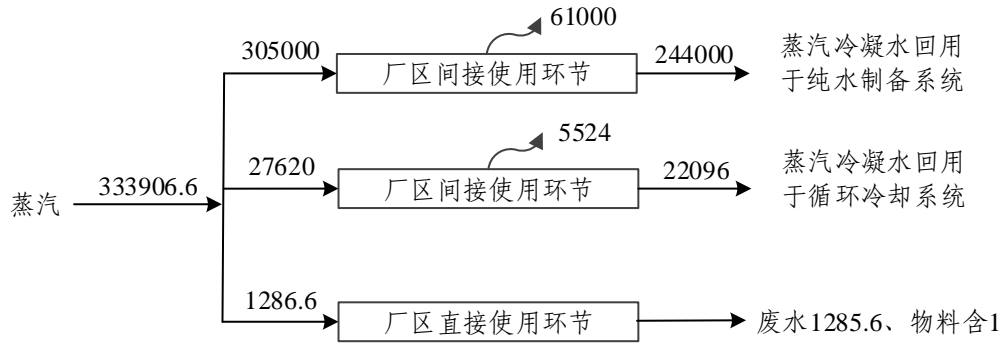 61000
305000
厂区间接使用环节
244000
蒸汽冷凝水回用
于纯水制备系统
5524
蒸汽
333906.6
27620
厂区间接使用环节
22096
蒸汽冷凝水回用
于循环冷却系统
1286.6
厂区直接使用环节
废水1285.6、物料含1